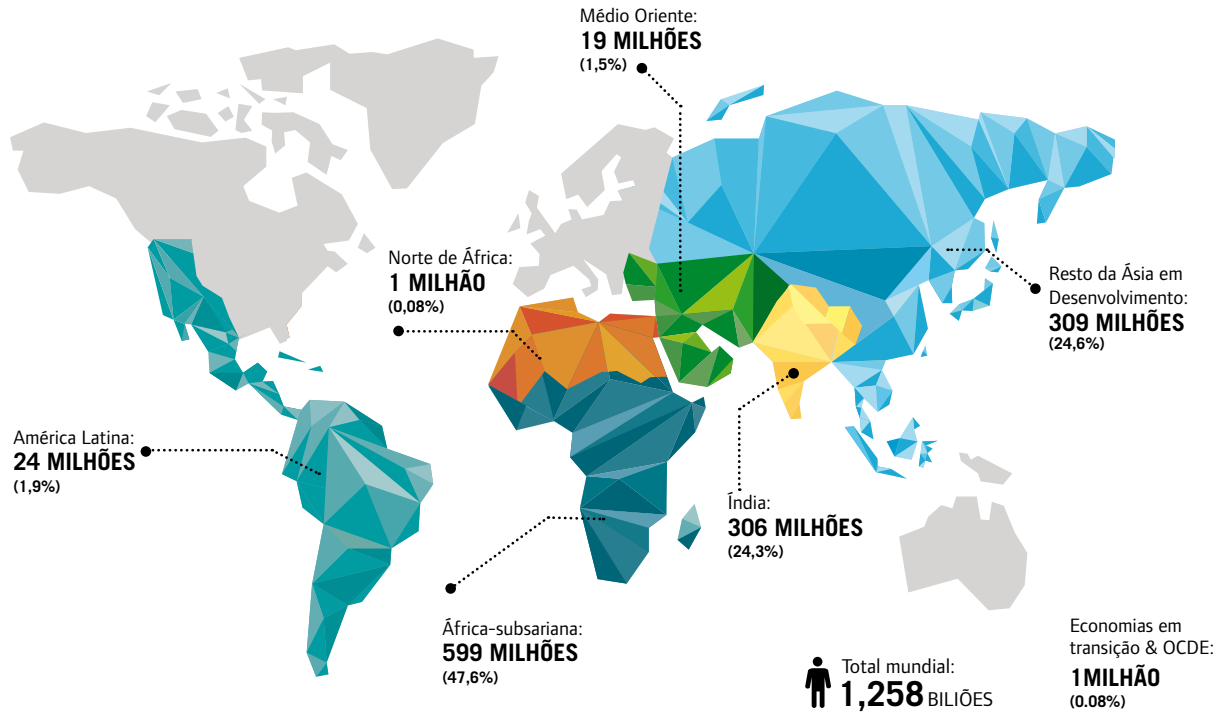 Médio Oriente:
19 MILHÕES
(1,5%)
Norte de África:
1 MILHÃO
(0,08%)
Resto da Ásia em
Desenvolvimento:
309 MILHÕES
(24,6%)
América Latina:
24 MILHÕES
(1,9%)
Índia:
306 MILHÕES
(24,3%)
África-subsariana:
599 MILHÕES
(47,6%)
Total mundial:
1,258 BILIÕES
Economias em
transição & OCDE:
1MILHÃO
(0.08%)